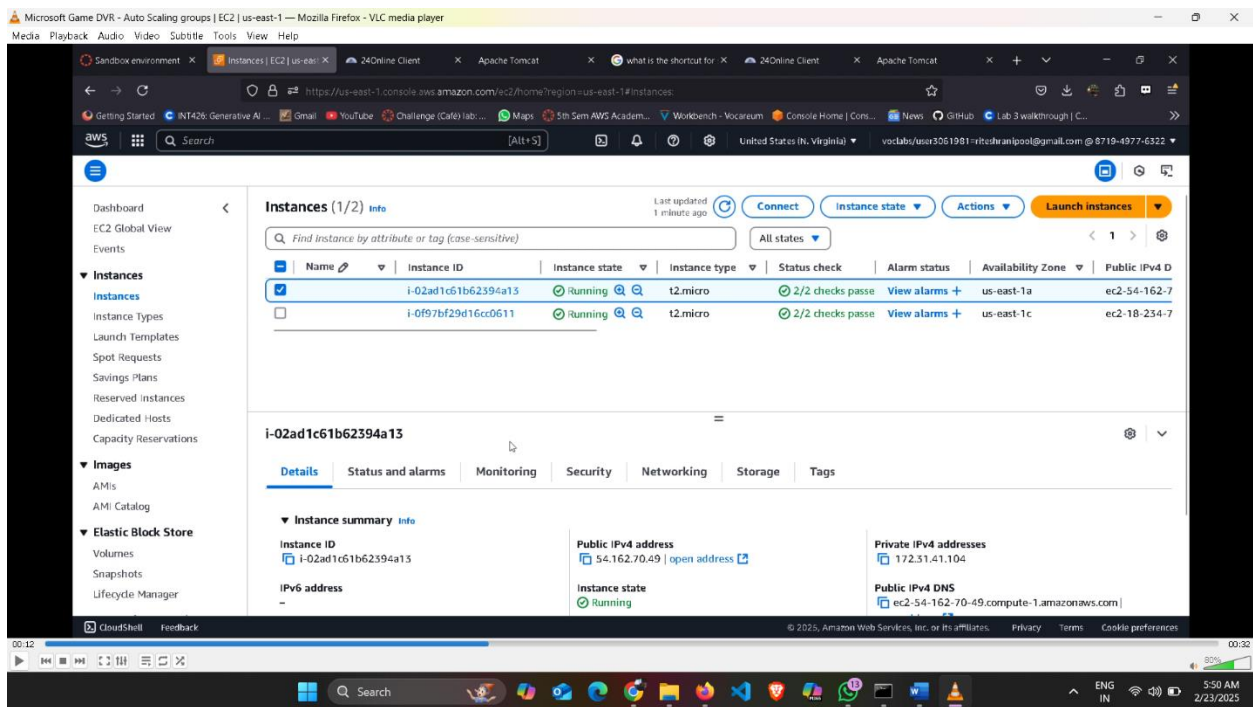 Microsoft Game DVR - Auto Scaling groups | EC2 | us-east-1 — Mozilla Firefox - VLC media player
Media Playback Audio Video Subtitle Tools View Help
Sandbox environment Instances | EC2 | us-east 24Online Client Apache Tomcat what is the shortcut for 24Online Client Apache Tomcat
https://us-east-1.console.aws.amazon.com/ec2/home?region=us-east-1#Instances:
Getting Started INT426: Generative AI ... Gmail YouTube Challenge (Café) lab: ... Maps 5th Sem AWS Academ... Workbench - Vocareum Console Home | Cons... News GitHub Lab 3 walkthrough | C...
aws Search [Alt+S] United States (N. Virginia) voclabs/user3061981=riteshranipool@gmail.com @ 8719-4977-6322
Dashboard
EC2 Global View
Events
Instances
Instances
Instance Types
Launch Templates
Spot Requests
Savings Plans
Reserved Instances
Dedicated Hosts
Capacity Reservations
Images
AMIs
AMI Catalog
Elastic Block Store
Volumes
Snapshots
Lifecycle Manager
Instances (1/2) Info
Last updated
1 minute ago
Connect Instance state Actions Launch instances
Find Instance by attribute or tag (case-sensitive) All states 1
Name Instance ID Instance state Instance type Status check Alarm status Availability Zone Public IPv4 D
i-02ad1c61b62394a13 Running t2.micro 2/2 checks passe View alarms + us-east-1a ec2-54-162-7
i-0f97bf29d16cc0611 Running t2.micro 2/2 checks passe View alarms + us-east-1c ec2-18-234-7
i-02ad1c61b62394a13
Details Status and alarms Monitoring Security Networking Storage Tags
Instance summary Info
Instance ID
i-02ad1c61b62394a13
Public IPv4 address
54.162.70.49 | open address
Private IPv4 addresses
172.31.41.104
IPv6 address
–
Instance state
Running
Public IPv4 DNS
ec2-54-162-70-49.compute-1.amazonaws.com |
CloudShell Feedback © 2025, Amazon Web Services, Inc. or its affiliates. Privacy Terms Cookie preferences
00:12 00:32
80%
Search 13 ENG
IN
5:50 AM
2/23/2025